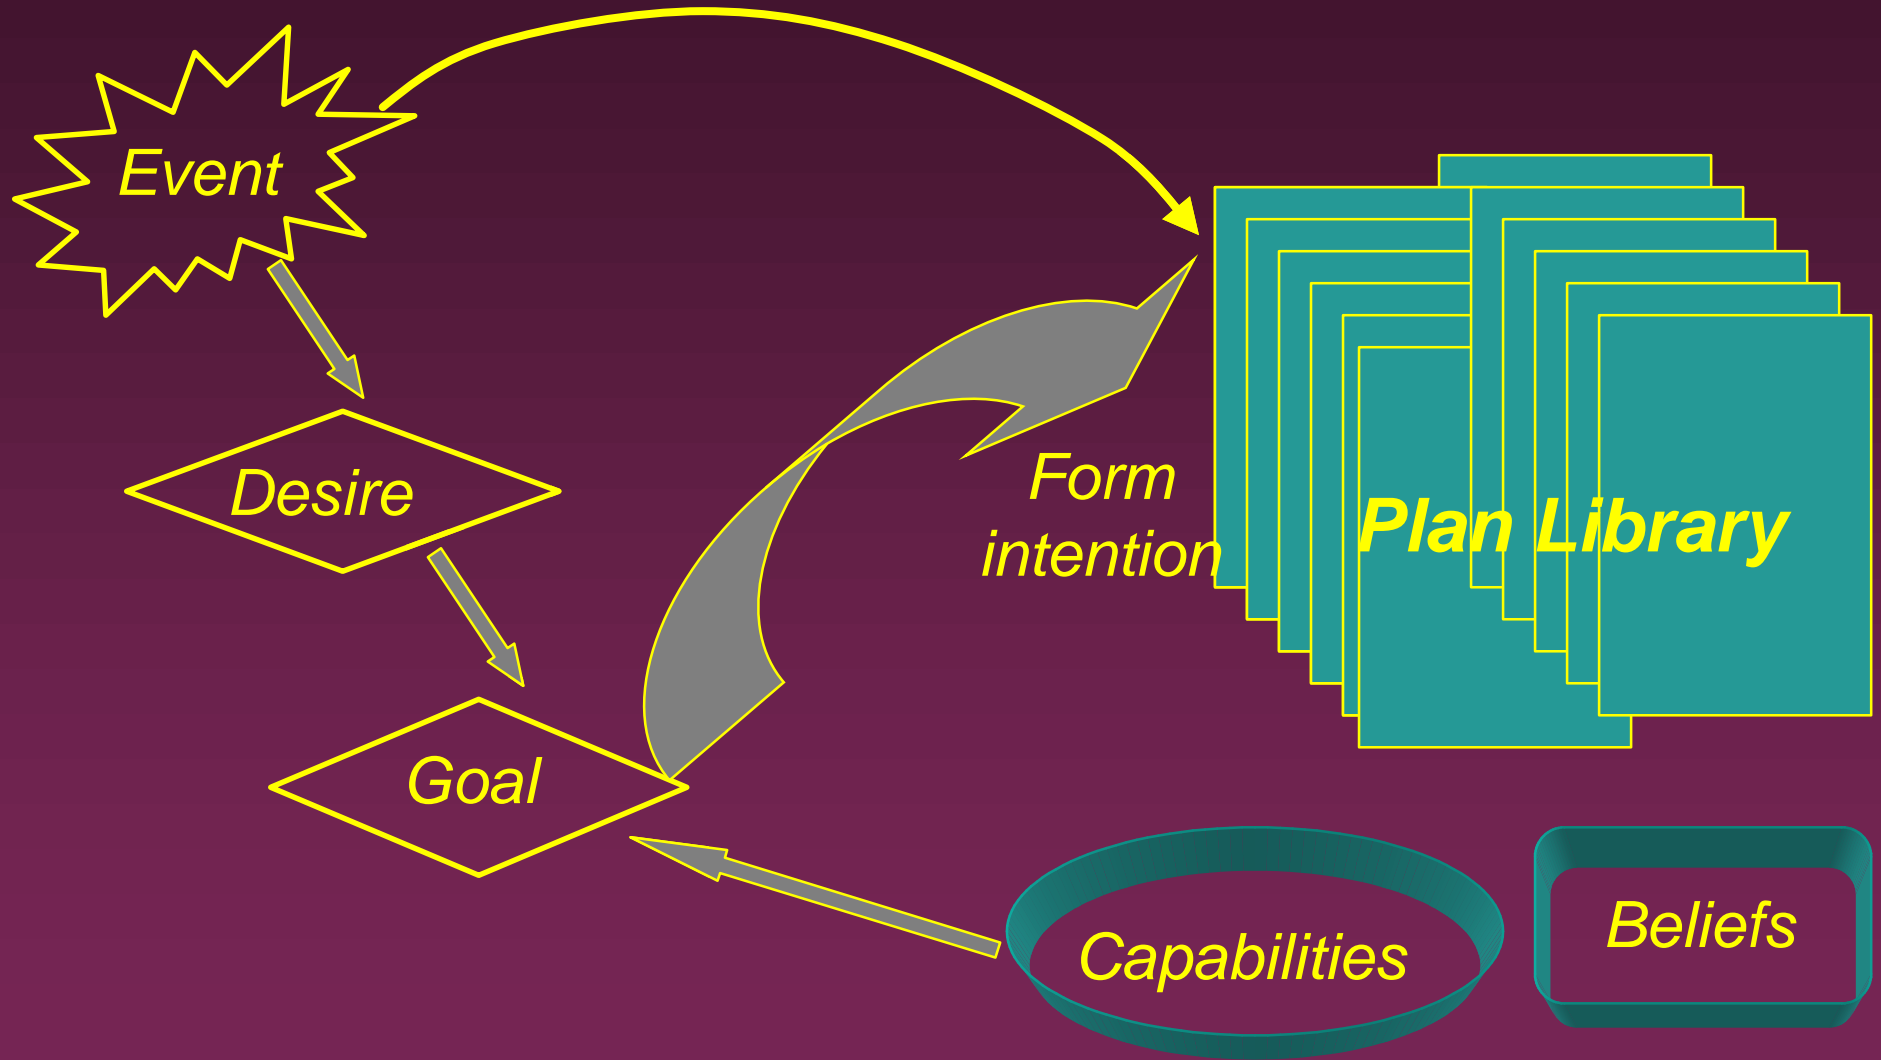 Event
Desire
Form
intention
Plan Library
Goal
Capabilities
Beliefs